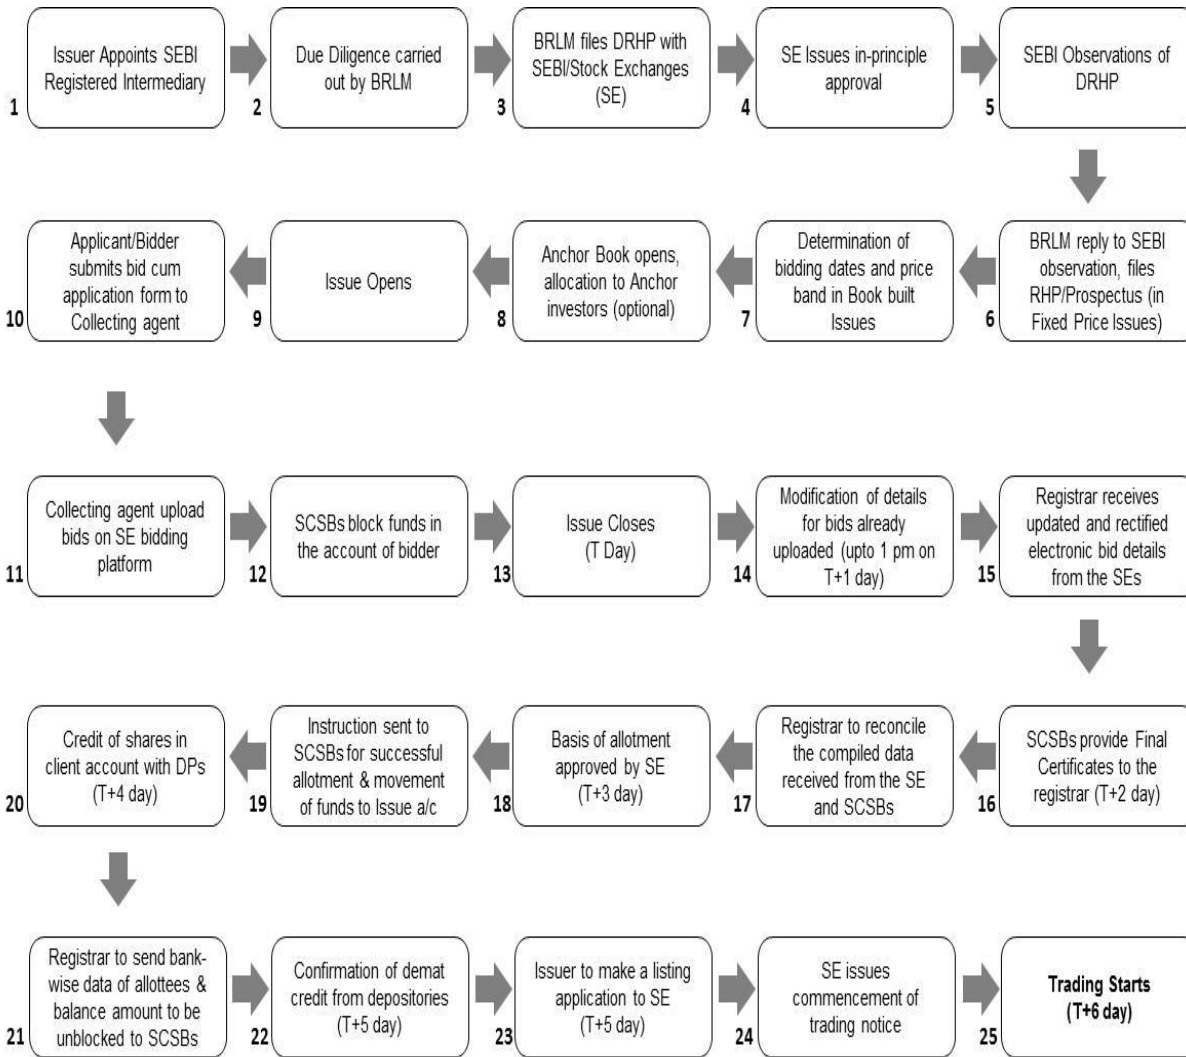 1
Issuer Appoints SEBI
Registered Intermediary
2
Due Diligence carried
out by BRLM
3
BRLM files DRHP with
SEBI/Stock Exchanges
(SE)
4
SE Issues in-principle
approval
5
SEBI Observations of
DRHP
6
BRLM reply to SEBI
observation, files
RHP/Prospectus (in
Fixed Price Issues)
7
Determination of
bidding dates and price
band in Book built
Issues
8
Anchor Book opens,
allocation to Anchor
investors (optional)
9
Issue Opens
10
Applicant/Bidder
submits bid cum
application form to
Collecting agent
11
Collecting agent upload
bids on SE bidding
platform
12
SCSBs block funds in
the account of bidder
13
Issue Closes
(T Day)
14
Modification of details
for bids already
uploaded (upto 1 pm on
T+1 day)
15
Registrar receives
updated and rectified
electronic bid details
from the SEs
16
SCSBs provide Final
Certificates to the
registrar (T+2 day)
17
Registrar to reconcile
the compiled data
received from the SE
and SCSBs
18
Basis of allotment
approved by SE
(T+3 day)
19
Instruction sent to
SCSBs for successful
allotment & movement
of funds to Issue a/c
20
Credit of shares in
client account with DPs
(T+4 day)
21
Registrar to send bank-
wise data of allottees &
balance amount to be
unblocked to SCSBs
22
Confirmation of demat
credit from depositories
(T+5 day)
23
Issuer to make a listing
application to SE
(T+5 day)
24
SE issues
commencement of
trading notice
25
Trading Starts
(T+6 day)